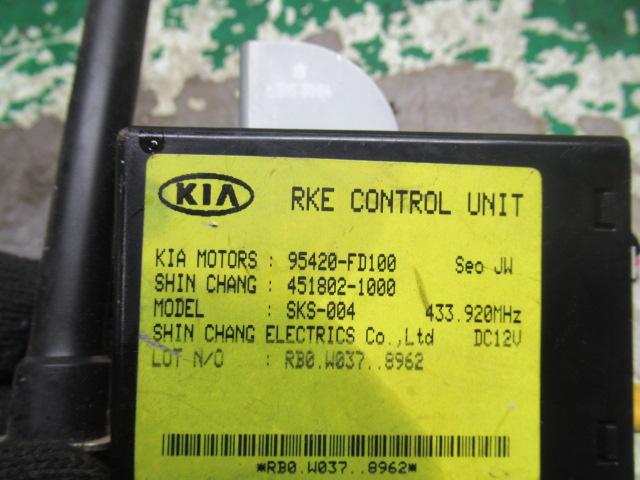 KIA RKE CONTROL UNIT
KIA MOTORS : 95420-FD100 Seo JW
SHIN CHANG : 451802-1000
MODEL : SKS-004 433.920MHz
SHIN CHANG ELECTRICS Co.,Ltd DC12V
LOT N/O : RB0.W037..8962
*RB0.W037..8962*